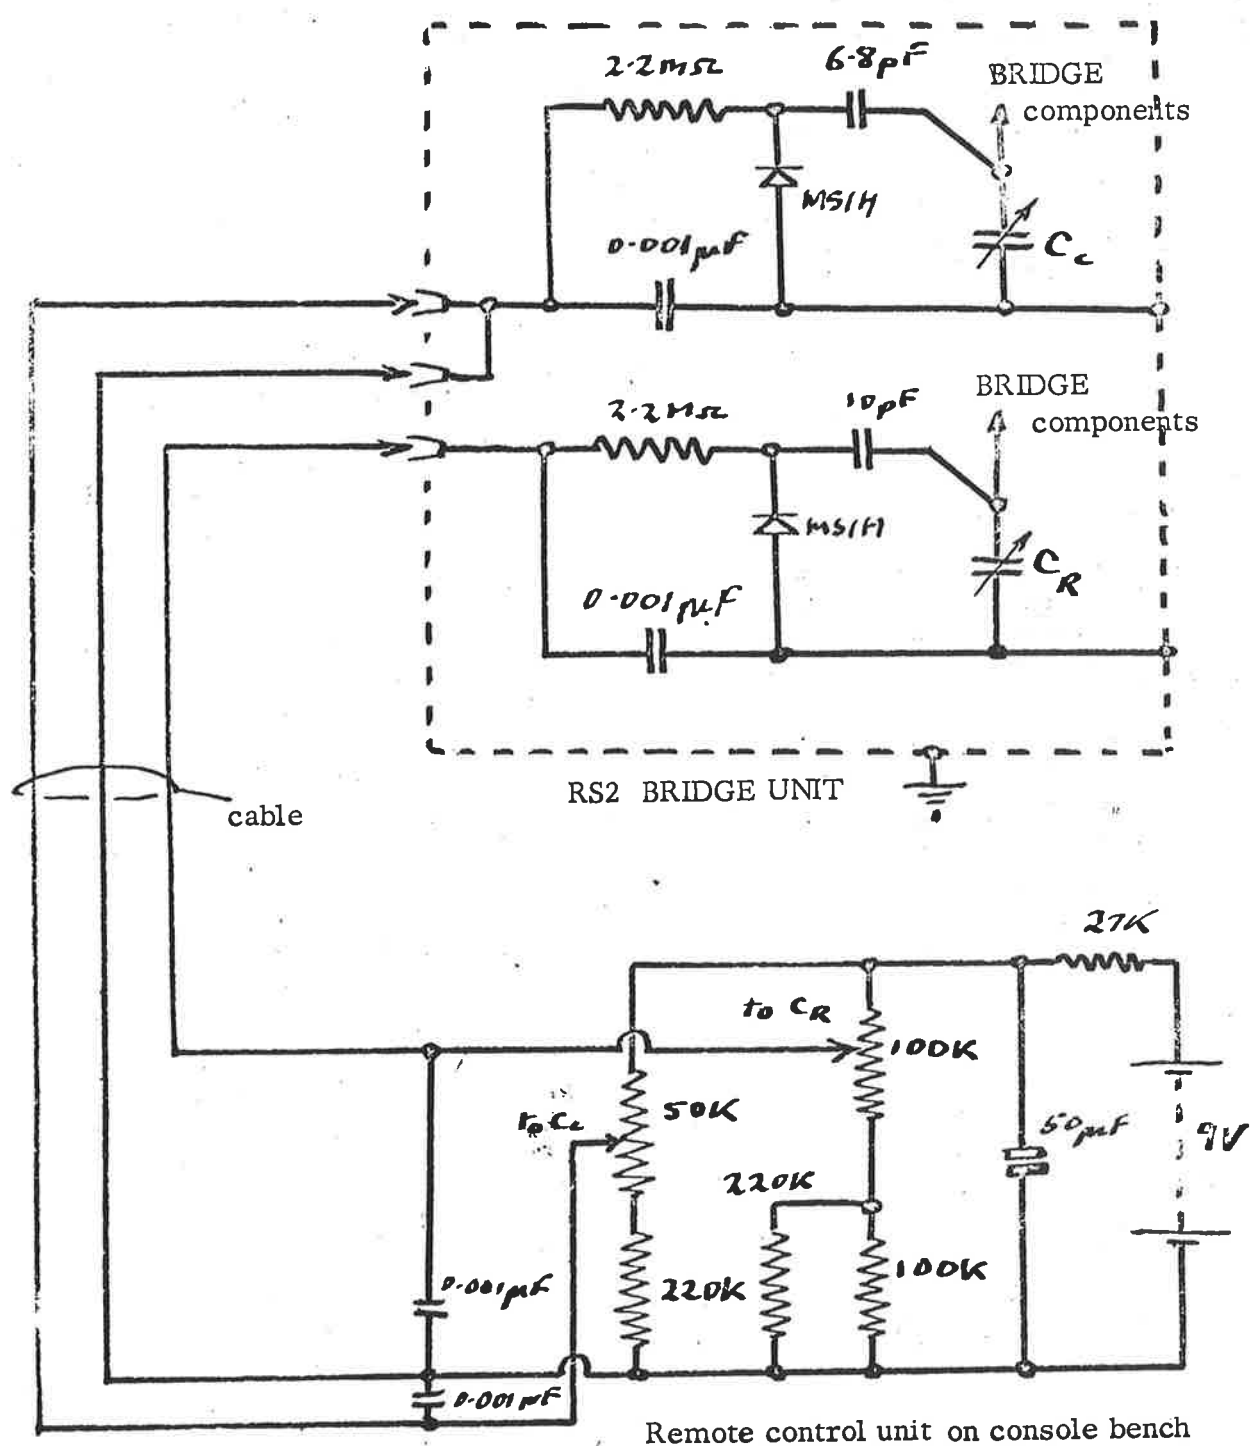 2.2MΩ
6.8pF
BRIDGE
components
MS1H
0.001µF
Cc
BRIDGE
components
2.2MΩ
10pF
MS1H
0.001µF
CR
RS2 BRIDGE UNIT
cable
27K
to CR
100K
50K
to Cc
50µF
9V
220K
220K
100K
0.001µF
0.001µF
Remote control unit on console bench